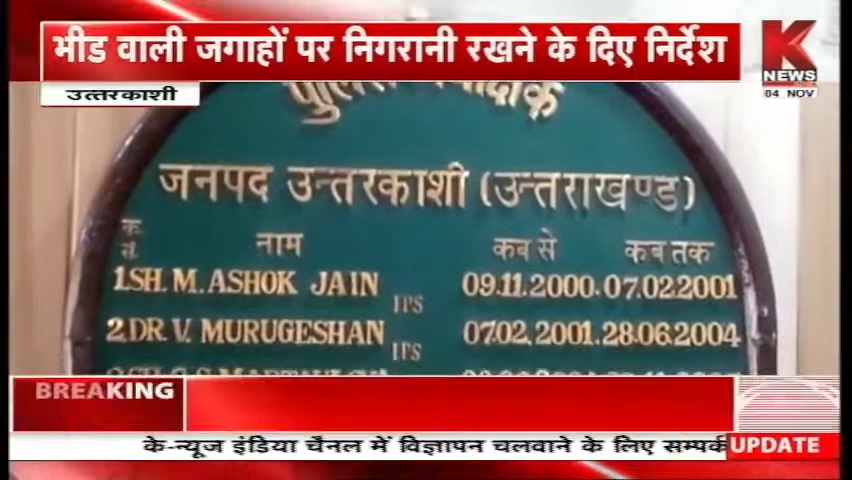 भीड वाली जगाहों पर निगरानी रखने के दिए निर्देश
K
NEWS
INDIA
04 NOV
उत्तरकाशी
जनपद उत्तरकाशी (उत्तराखण्ड)
क्र. सं. नाम कब से कब तक
1.SH. M. ASHOK JAIN IPS 09.11.2000. 07.02.2001
2.DR. V. MURUGESHAN IPS 07.02.2001. 28.06.2004
BREAKING
के-न्यूज इंडिया चैनल में विज्ञापन चलवाने के लिए सम्पर्क
UPDATE